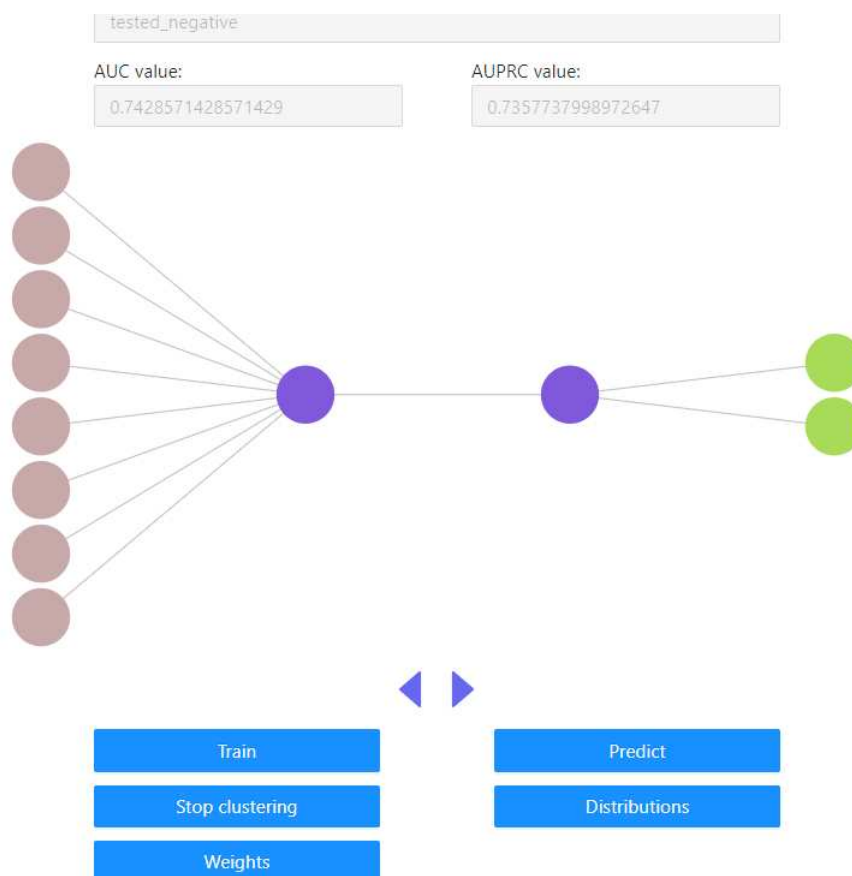 tested_negative
AUC value: AUPRC value:
0.7428571428571429 0.7357737998972647
Train Predict
Stop clustering Distributions
Weights